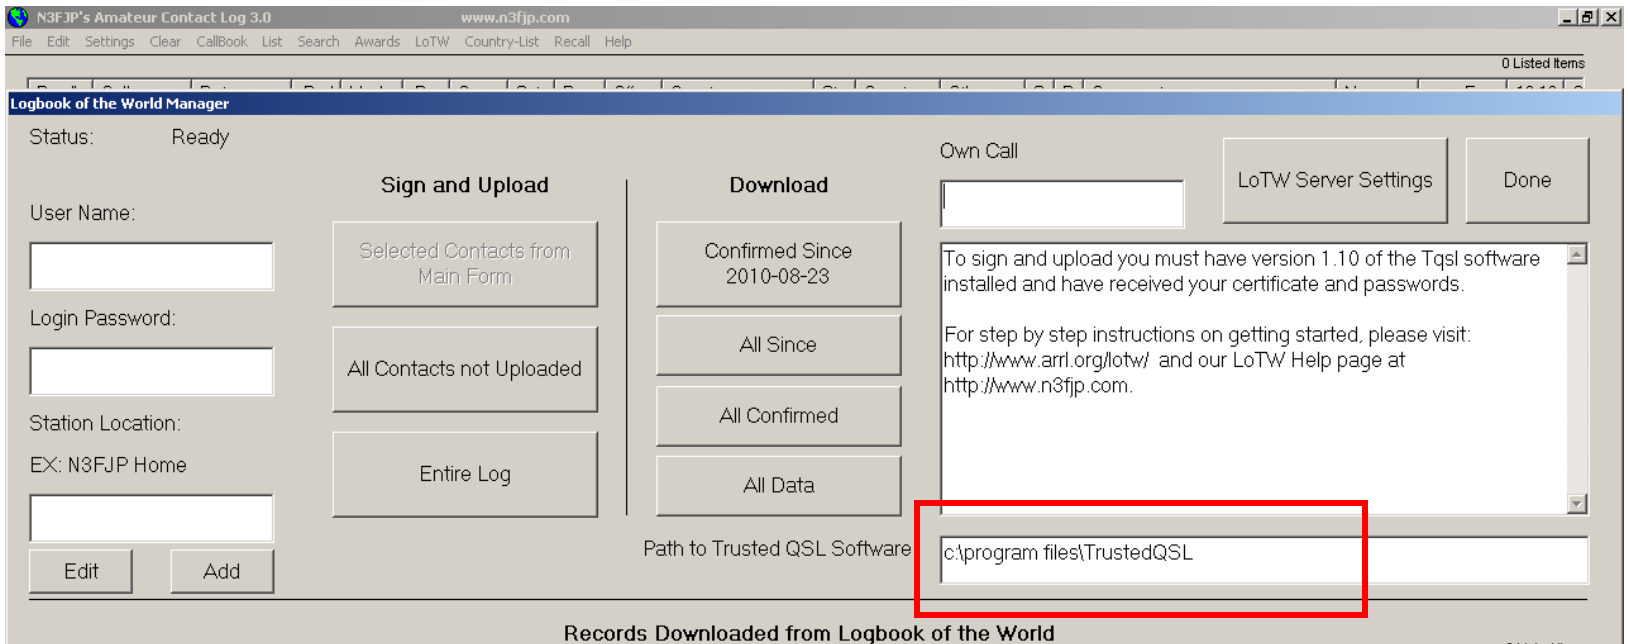 N3FJP's Amateur Contact Log 3.0 www.n3fjp.com
File Edit Settings Clear CallBook List Search Awards LoTW Country-List Recall Help
0 Listed Items
Logbook of the World Manager
Status: Ready
User Name:
Login Password:
Station Location:
EX: N3FJP Home
Edit Add
Sign and Upload
Selected Contacts from
Main Form
All Contacts not Uploaded
Entire Log
Download
Confirmed Since
2010-08-23
All Since
All Confirmed
All Data
Own Call
LoTW Server Settings
Done
To sign and upload you must have version 1.10 of the Tqsl software
installed and have received your certificate and passwords.
For step by step instructions on getting started, please visit:
http://www.arrl.org/lotw/ and our LoTW Help page at
http://www.n3fjp.com.
Path to Trusted QSL Software c:\program files\TrustedQSL
Records Downloaded from Logbook of the World